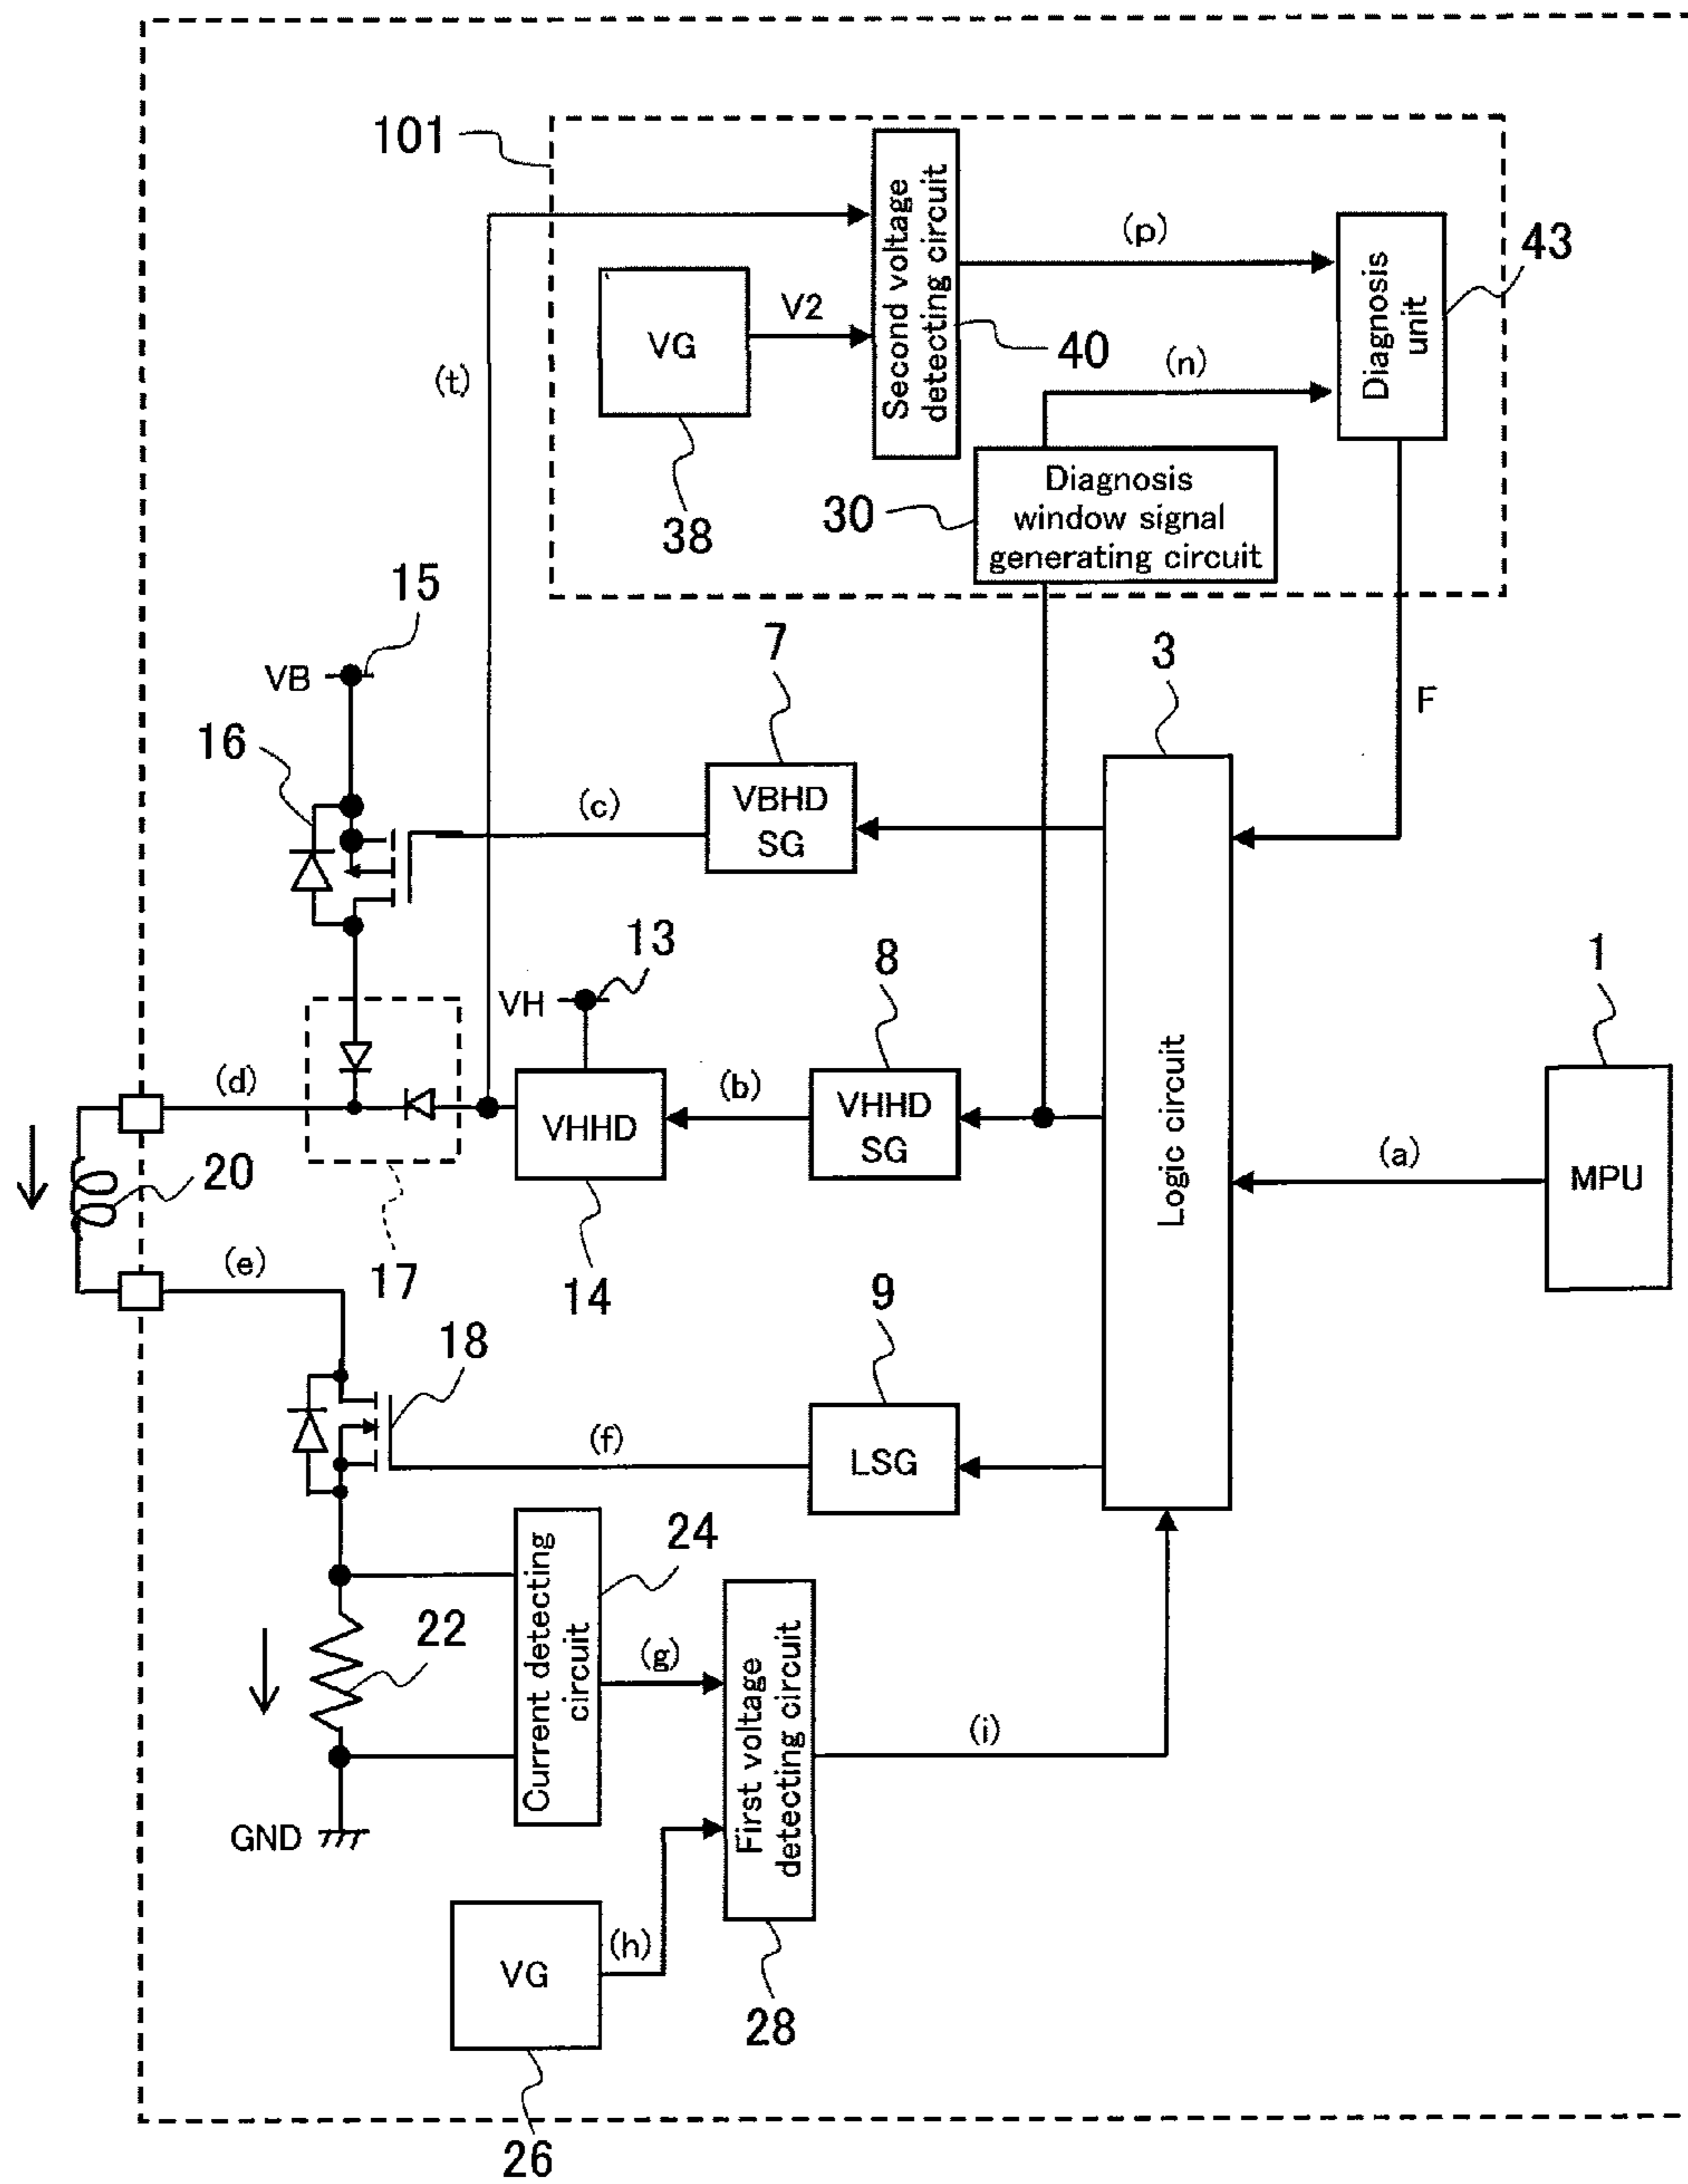 101
Second voltage
detecting circuit
(p)
43
Diagnosis
unit
VG
V2
40
(n)
(t)
38
30
Diagnosis
window signal
generating circuit
15
VB
7
3
F
16
(c)
VBHD
SG
13
VH
8
1
(d)
(b)
VHHD
VHHD
SG
Logic circuit
(a)
MPU
20
(e)
17
14
9
18
(f)
LSG
24
Current detecting
circuit
22
(g)
First voltage
detecting circuit
(i)
GND
VG
(h)
28
26